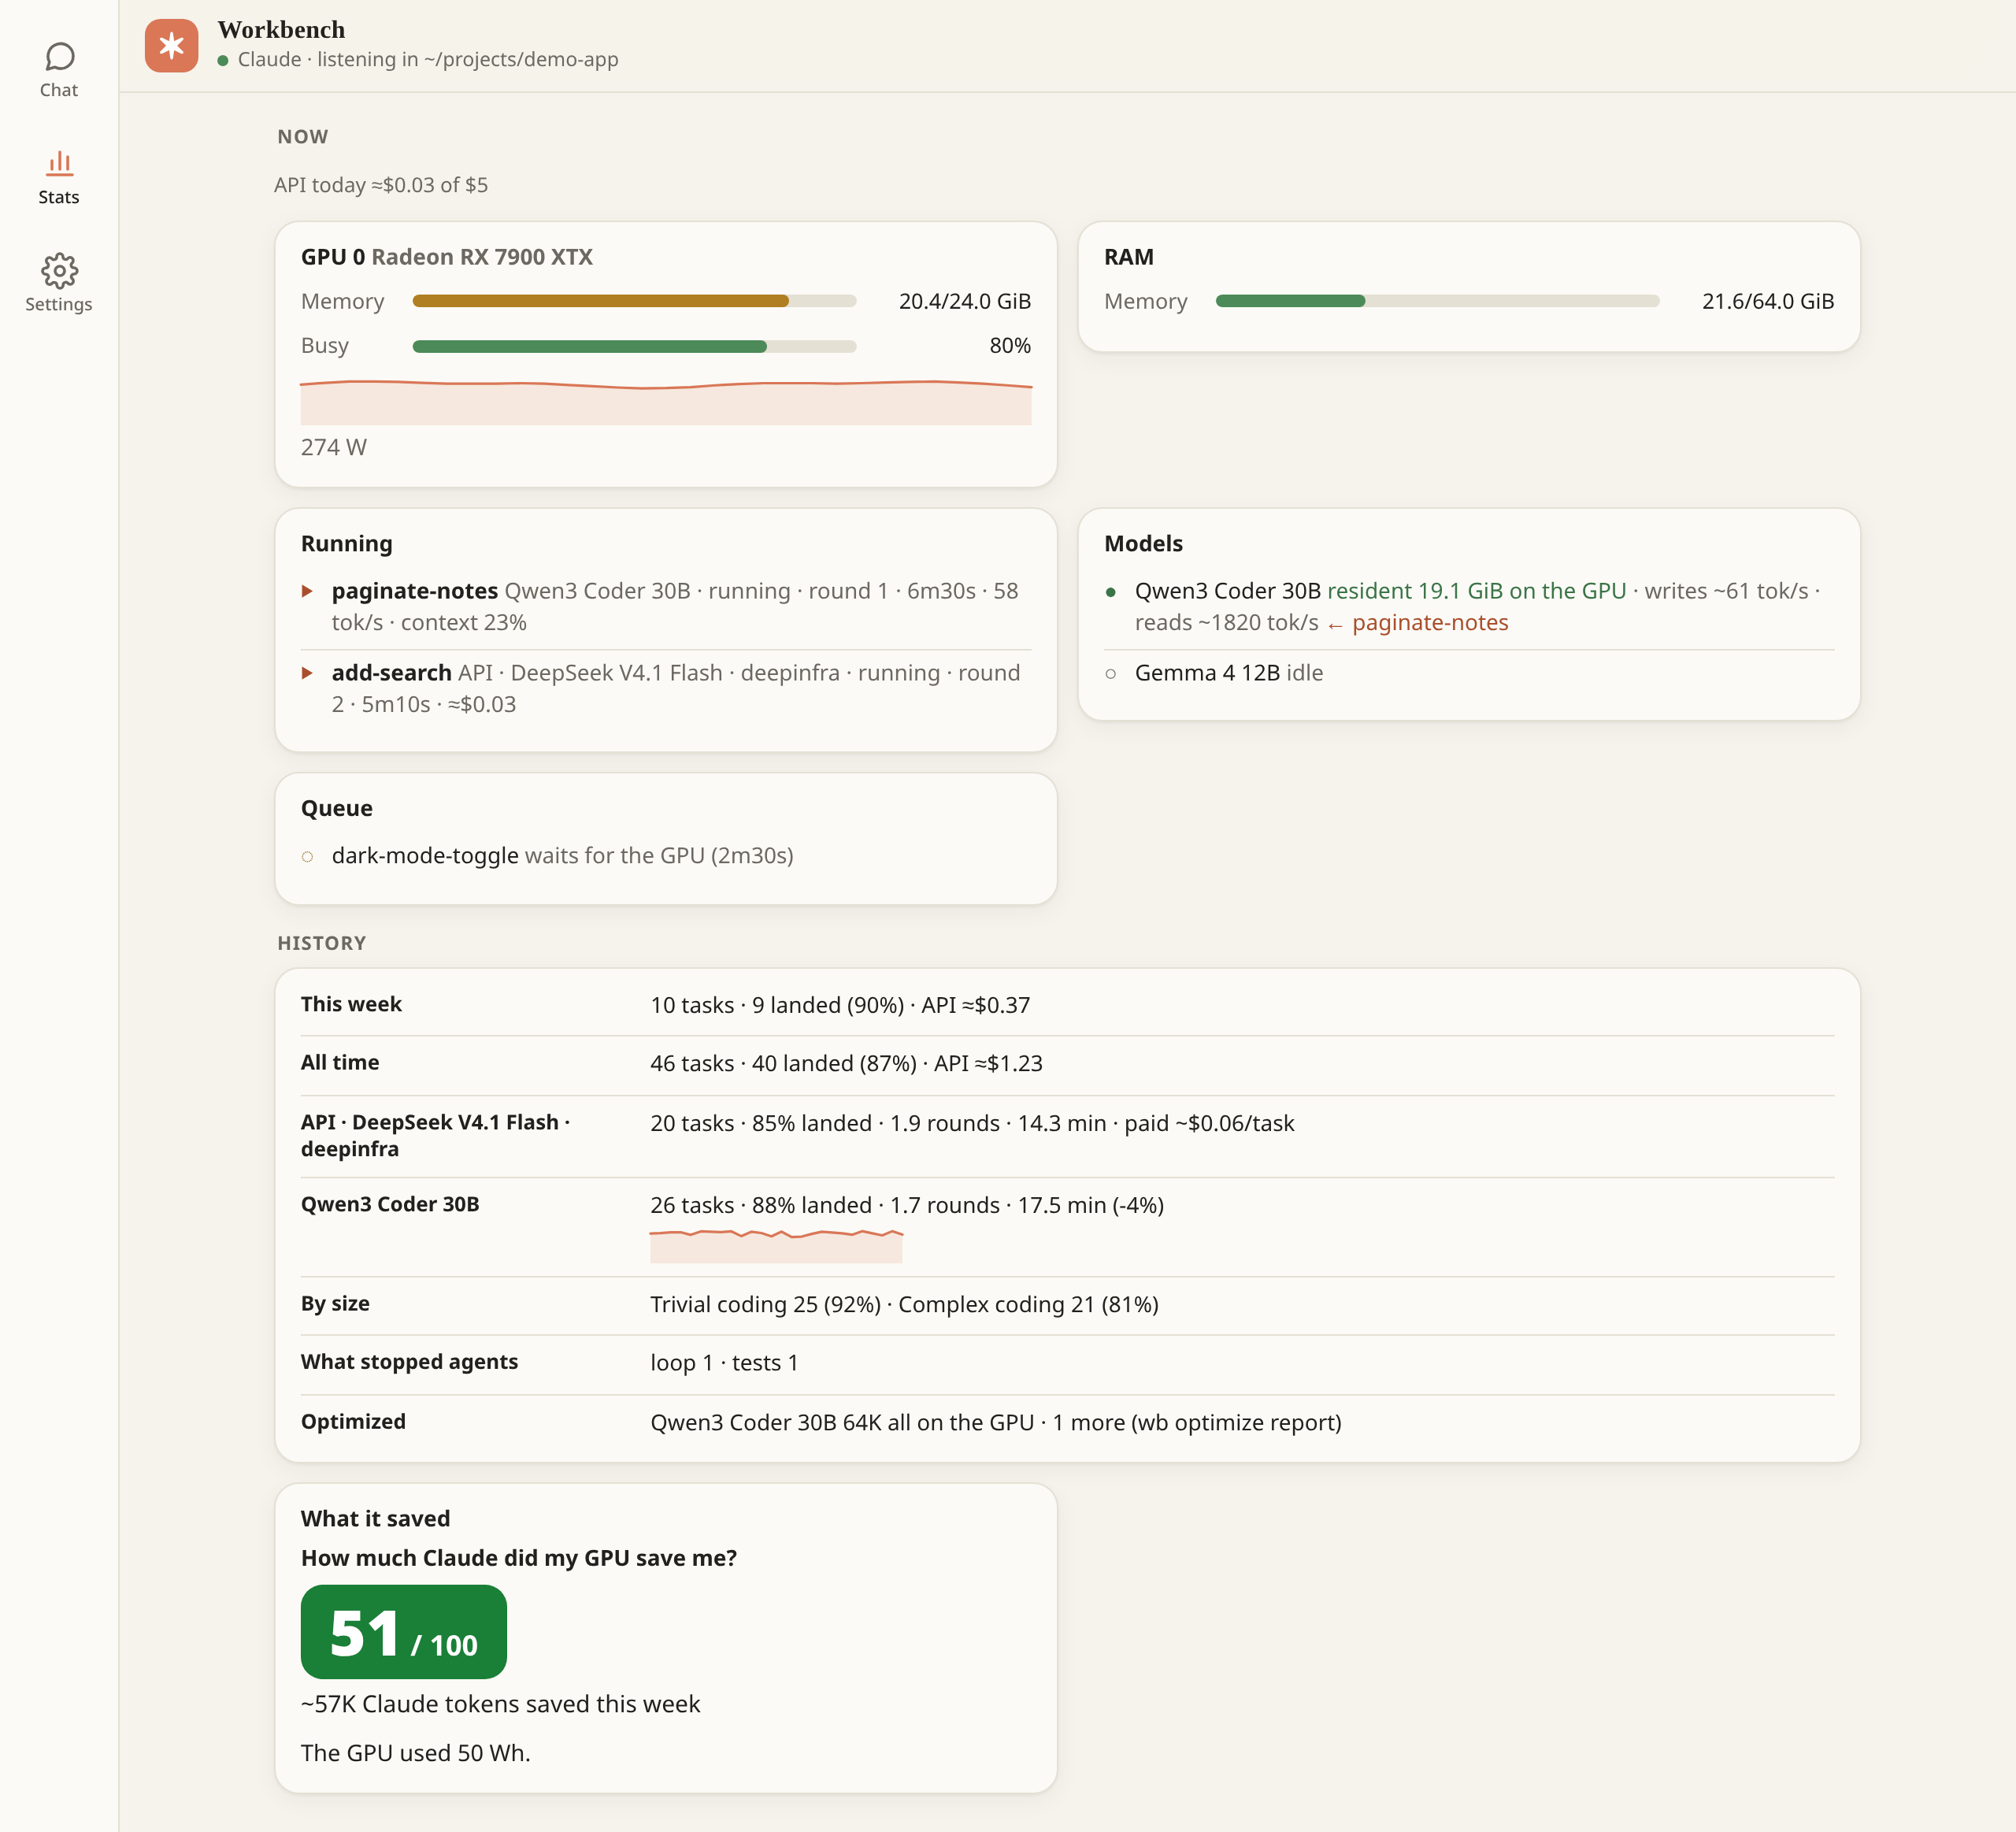 Workbench
Claude · listening in ~/projects/demo-app
Chat
Stats
Settings
NOW
API today ≈$0.03 of $5
GPU 0 Radeon RX 7900 XTX
Memory 20.4/24.0 GiB
Busy 80%
274 W
RAM
Memory 21.6/64.0 GiB
Running
paginate-notes Qwen3 Coder 30B · running · round 1 · 6m30s · 58
tok/s · context 23%
add-search API · DeepSeek V4.1 Flash · deepinfra · running · round
2 · 5m10s · ≈$0.03
Models
Qwen3 Coder 30B resident 19.1 GiB on the GPU · writes ~61 tok/s ·
reads ~1820 tok/s ← paginate-notes
Gemma 4 12B idle
Queue
dark-mode-toggle waits for the GPU (2m30s)
HISTORY
This week 10 tasks · 9 landed (90%) · API ≈$0.37
All time 46 tasks · 40 landed (87%) · API ≈$1.23
API · DeepSeek V4.1 Flash · 20 tasks · 85% landed · 1.9 rounds · 14.3 min · paid ~$0.06/task
deepinfra
Qwen3 Coder 30B 26 tasks · 88% landed · 1.7 rounds · 17.5 min (-4%)
By size Trivial coding 25 (92%) · Complex coding 21 (81%)
What stopped agents loop 1 · tests 1
Optimized Qwen3 Coder 30B 64K all on the GPU · 1 more (wb optimize report)
What it saved
How much Claude did my GPU save me?
51 / 100
~57K Claude tokens saved this week
The GPU used 50 Wh.